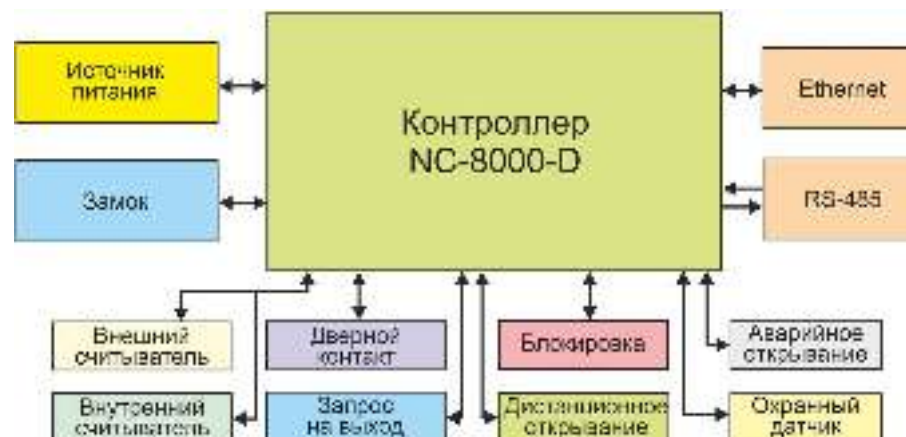 Источник
питания
Контроллер
NC-8000-D
Ethernet
Замок
RS-485
Внешний
считыватель
Дверной
контакт
Блокировка
Аварийное
открывание
Внутренний
считыватель
Запрос
на выход
Дистанционное
открывание
Охранный
датчик